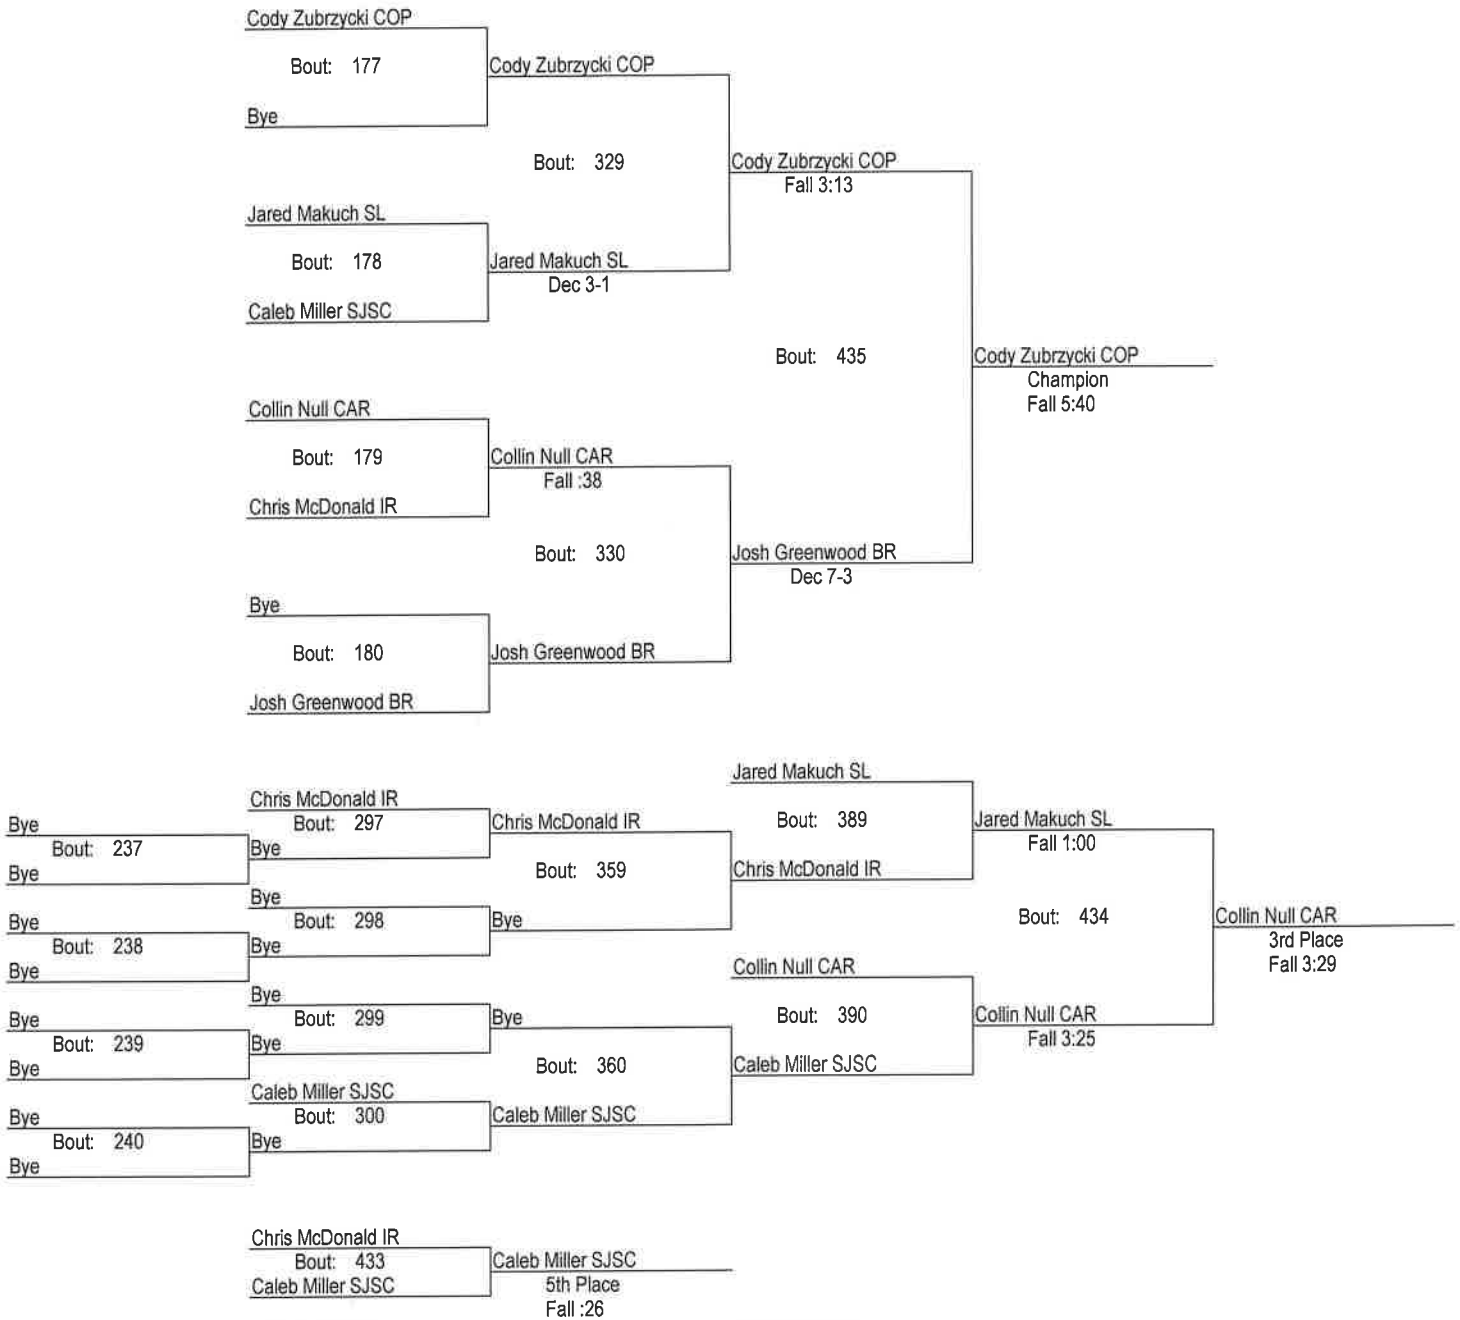 Cody Zubrzycki COP
Bout: 177
Cody Zubrzycki COP
Bye
Bout: 329
Cody Zubrzycki COP
Fall 3:13
Jared Makuch SL
Bout: 178
Jared Makuch SL
Dec 3-1
Caleb Miller SJSC
Bout: 435
Cody Zubrzycki COP
Champion
Fall 5:40
Collin Null CAR
Bout: 179
Collin Null CAR
Fall :38
Chris McDonald IR
Bout: 330
Josh Greenwood BR
Dec 7-3
Bye
Bout: 180
Josh Greenwood BR
Josh Greenwood BR
Jared Makuch SL
Chris McDonald IR
Bout: 297
Chris McDonald IR
Bout: 389
Jared Makuch SL
Fall 1:00
Bye
Bout: 237
Bye
Bye
Bout: 359
Chris McDonald IR
Bye
Bye
Bout: 298
Bye
Bout: 434
Collin Null CAR
3rd Place
Fall 3:29
Bout: 238
Bye
Bye
Collin Null CAR
Bye
Bye
Bout: 299
Bye
Bout: 390
Collin Null CAR
Fall 3:25
Bout: 239
Bye
Bye
Bout: 360
Caleb Miller SJSC
Caleb Miller SJSC
Bye
Bout: 300
Caleb Miller SJSC
Bout: 240
Bye
Bye
Chris McDonald IR
Bout: 433
Caleb Miller SJSC
Caleb Miller SJSC
5th Place
Fall :26